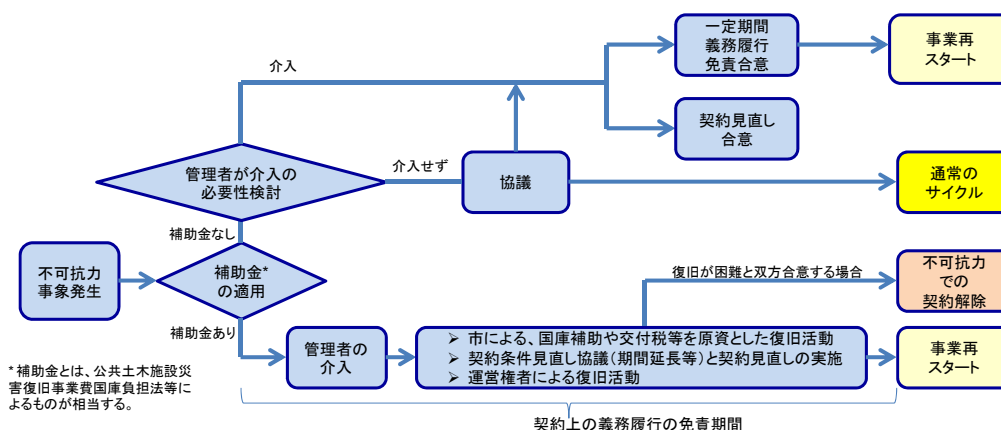 一定期間
義務履行
免責合意
事業再
スタート
介入
契約見直し
合意
管理者が介入の
必要性検討
介入せず
協議
通常の
サイクル
補助金なし
不可抗力
事象発生
補助金*
の適用
復旧が困難と双方合意する場合
不可抗力
での
契約解除
補助金あり
管理者の
介入
➢ 市による、国庫補助や交付税等を原資とした復旧活動
➢ 契約条件見直し協議(期間延長等)と契約見直しの実施
➢ 運営権者による復旧活動
事業再
スタート
*補助金とは、公共土木施設災
害復旧事業費国庫負担法等に
よるものが相当する。
契約上の義務履行の免責期間